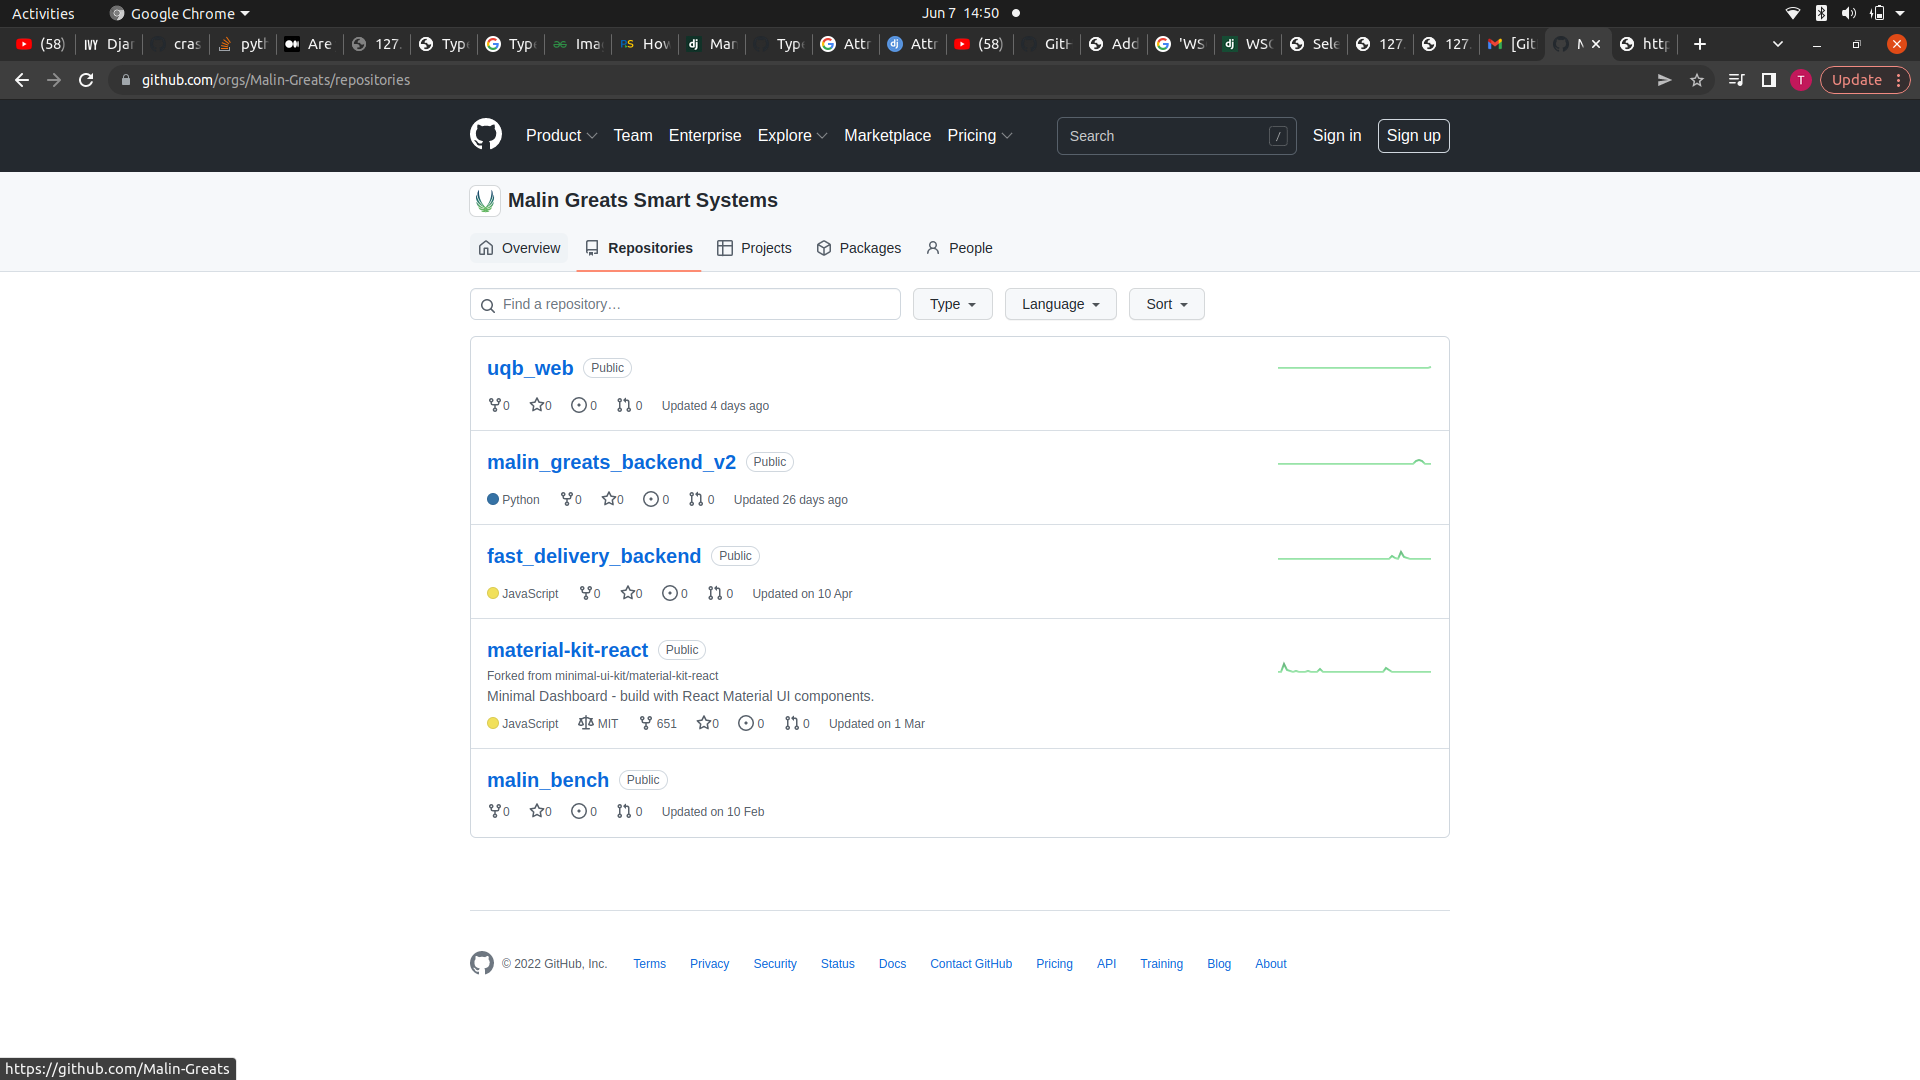 Activities Google Chrome Jun 7 14:50
(58) Djar cras pyth Are 127. Type Type Imag How Man Type Attr Attr (58) GitH Add 'WS WSG Sele 127. 127. [Git http
github.com/orgs/Malin-Greats/repositories T Update
Product Team Enterprise Explore Marketplace Pricing Search / Sign in Sign up
Malin Greats Smart Systems
Overview Repositories Projects Packages People
Find a repository… Type Language Sort
uqb_web Public
0 0 0 0 Updated 4 days ago
malin_greats_backend_v2 Public
Python 0 0 0 0 Updated 26 days ago
fast_delivery_backend Public
JavaScript 0 0 0 0 Updated on 10 Apr
material-kit-react Public
Forked from minimal-ui-kit/material-kit-react
Minimal Dashboard - build with React Material UI components.
JavaScript MIT 651 0 0 0 Updated on 1 Mar
malin_bench Public
0 0 0 0 Updated on 10 Feb
© 2022 GitHub, Inc. Terms Privacy Security Status Docs Contact GitHub Pricing API Training Blog About
https://github.com/Malin-Greats